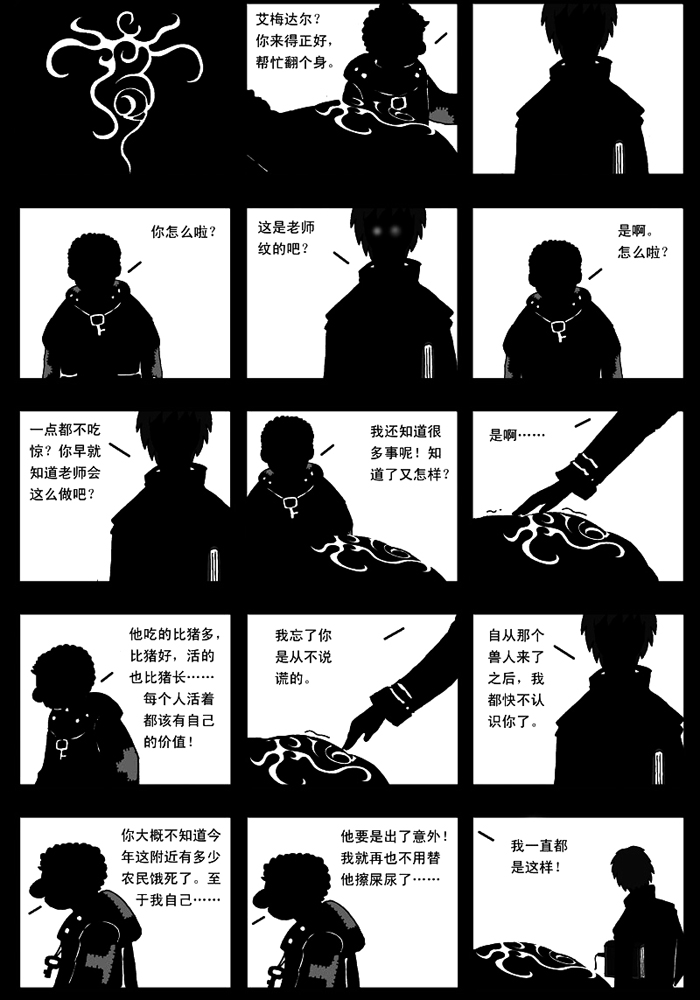 艾梅达尔？
你来得正好，
帮忙翻个身。
你怎么啦？
这是老师
纹的吧？
是啊。
怎么啦？
一点都不吃
惊？你早就
知道老师会
这么做吧？
我还知道很
多事呢！知
道了又怎样？
是啊……
他吃的比猪多，
比猪好，活的
也比猪长……
每个人活着
都该有自己
的价值！
我忘了你
是从不说
谎的。
自从那个
兽人来了
之后，我
都快不认
识你了。
你大概不知道今
年这附近有多少
农民饿死了。至
于我自己……
他要是出了意外！
我就再也不用替
他擦屎尿了……
我一直都
是这样！